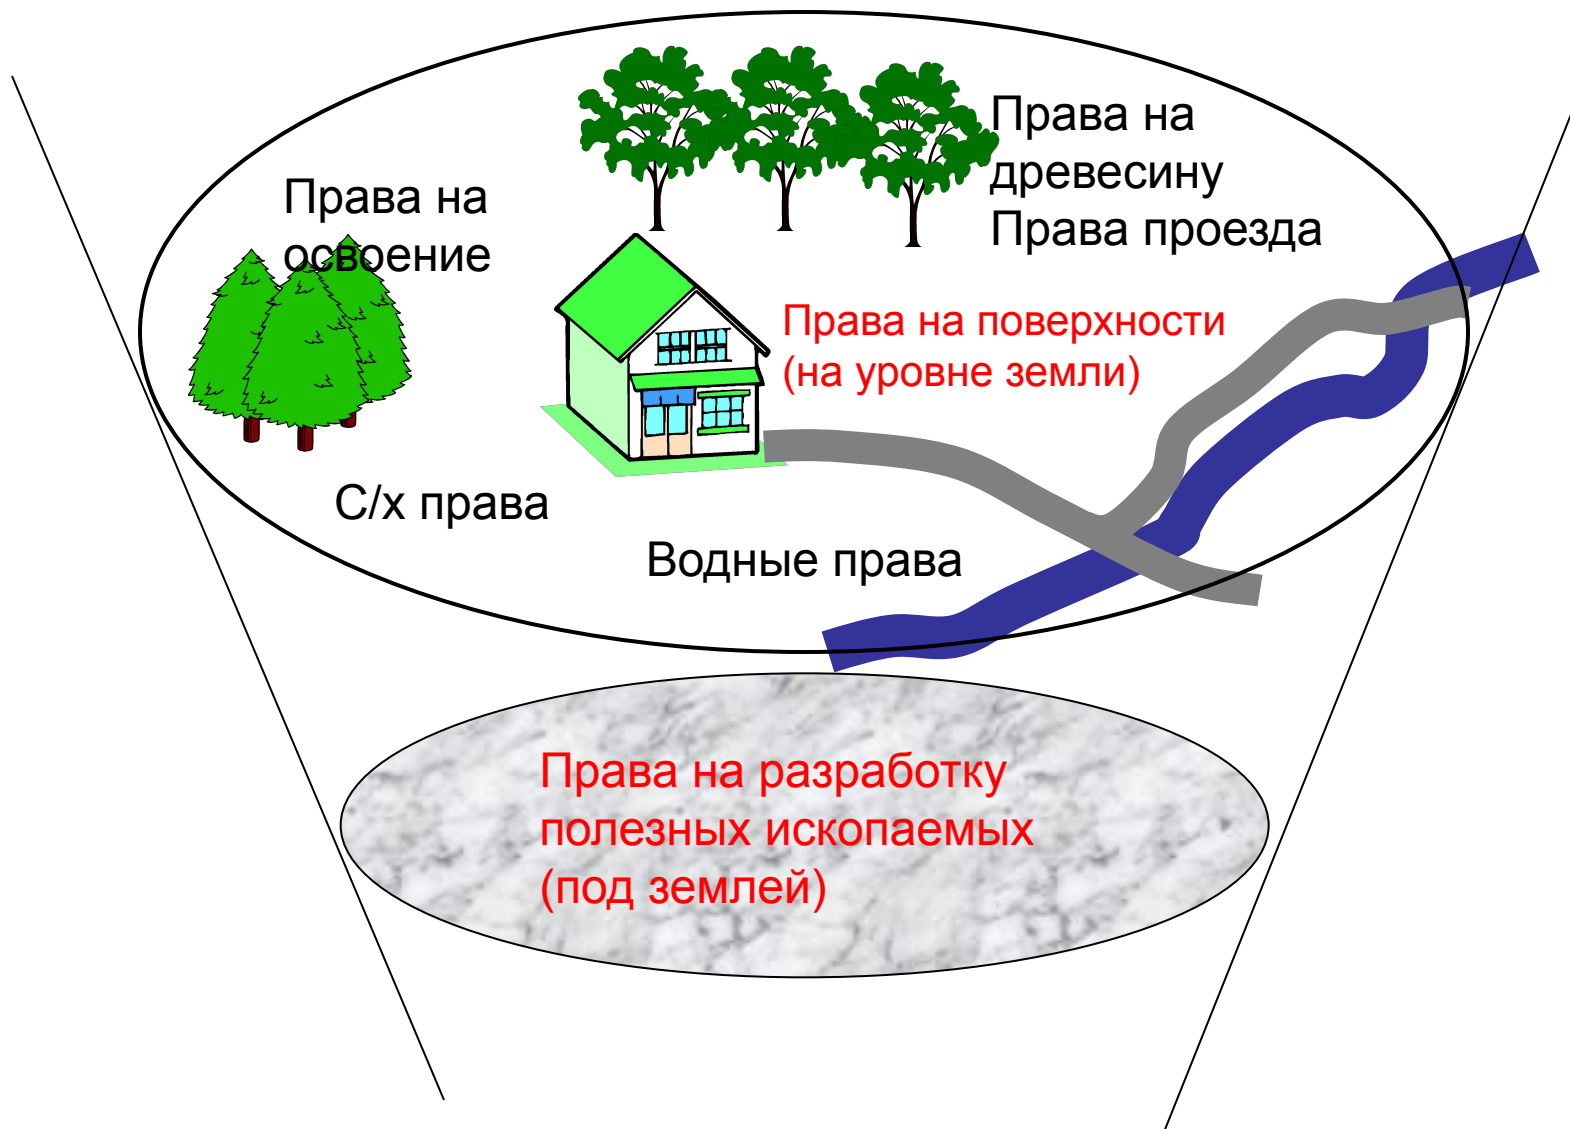 Права на
древесину
Права проезда
Права на
освоение
Права на поверхности
(на уровне земли)
С/х права
Водные права
Права на разработку
полезных ископаемых
(под землей)